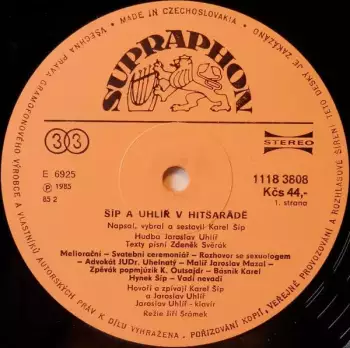 MADE IN CZECHOSLOVAKIA • VŠECHNA PRÁVA GRAMOFONOVÉHO VÝROBCE A VLASTNÍKŮ AUTORSKÝCH PRÁV K DÍLU VYHRAŽENA. POŘIZOVÁNÍ KOPIÍ, VEŘEJNÉ PROVOZOVÁNÍ A ROZHLASOVÉ ŠÍŘENÍ TÉTO DESKY JE ZAKÁZÁNO •
SUPRAPHON
33
STEREO
E 6925
Ⓟ 1985
85 2
1118 3608
Kčs 44,-
1. strana
ŠÍP A UHLÍŘ V HITŠARÁDĚ
Napsal, vybral a sestavil Karel Šíp
Hudba Jaroslav Uhlíř
Texty písní Zdeněk Svěrák
Meliorační – Svatební ceremoniář – Rozhovor se sexuologem
– Advokát JUDr. Uhelnatý – Malíř Jaroslav Mazal –
Zpěvák popmjúzik K. Outsajdr – Básník Karel
Hynek Šíp – Vadí nevadí
Hovoří a zpívají Karel Šíp
a Jaroslav Uhlíř
Jaroslav Uhlíř - klavír
Režie Jiří Šrámek